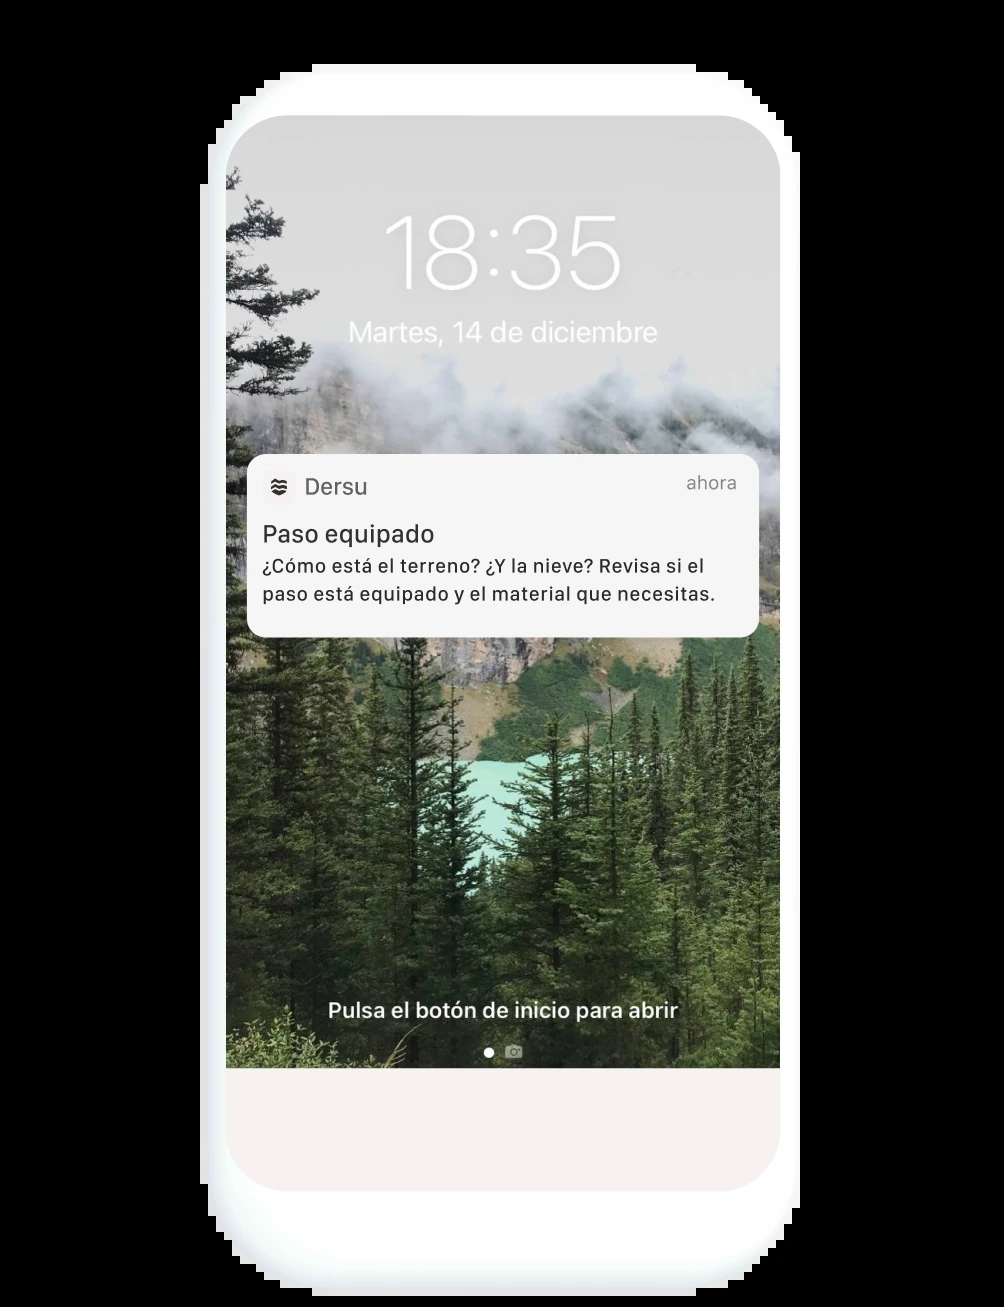 18:35
Martes, 14 de diciembre
Dersu
ahora
Paso equipado
¿Cómo está el terreno? ¿Y la nieve? Revisa si el
paso está equipado y el material que necesitas.
Pulsa el botón de inicio para abrir